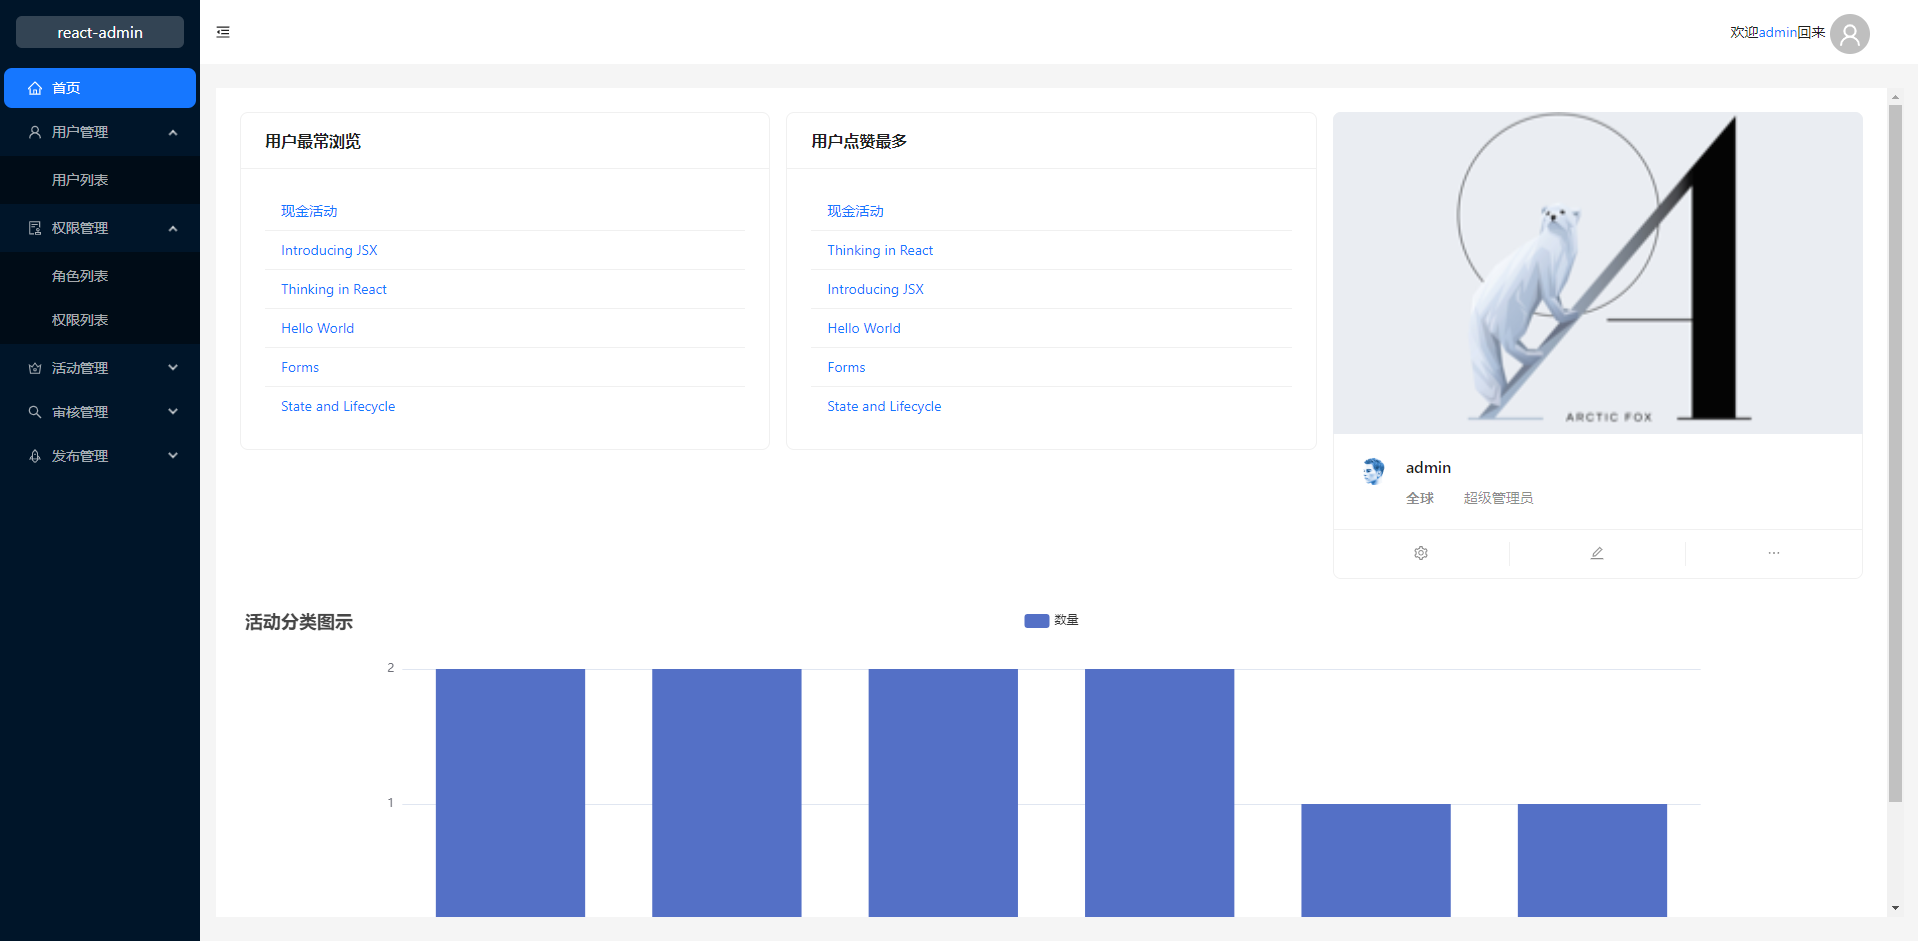 react-admin
首页
用户管理
用户列表
权限管理
角色列表
权限列表
活动管理
审核管理
发布管理
欢迎admin回来
用户最常浏览
现金活动
Introducing JSX
Thinking in React
Hello World
Forms
State and Lifecycle
用户点赞最多
现金活动
Thinking in React
Introducing JSX
Hello World
Forms
State and Lifecycle
A
ARCTIC FOX
admin
全球 超级管理员
活动分类图示
数量
2
1